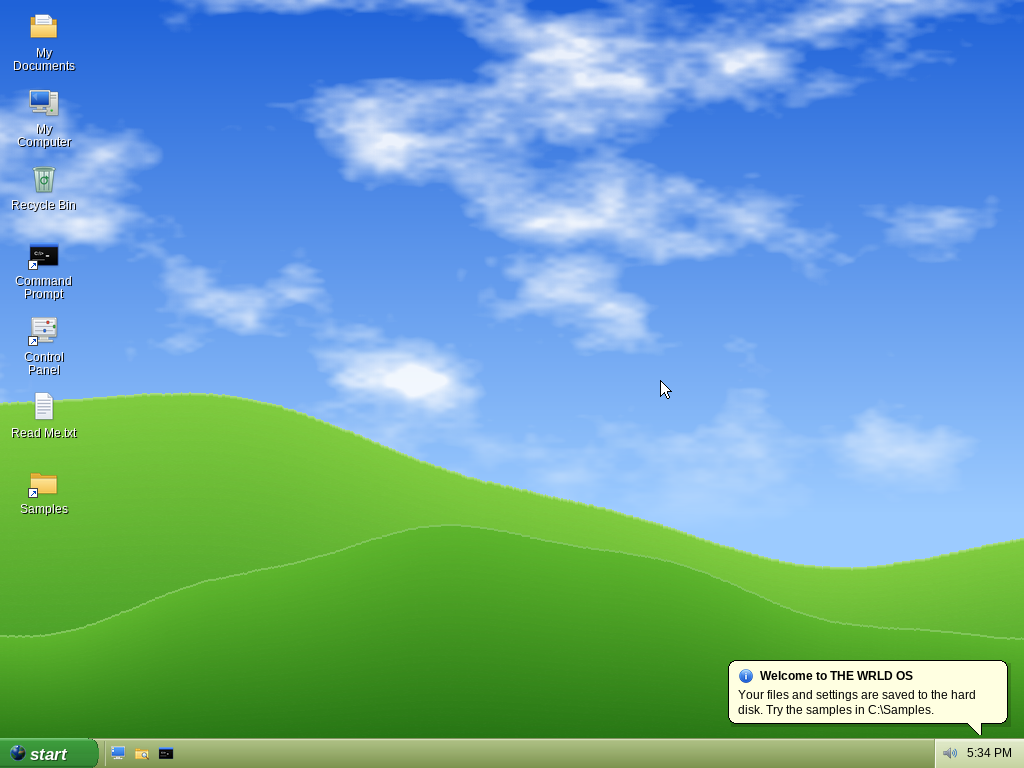 My
Documents
My
Computer
Recycle Bin
Command
Prompt
Control
Panel
Read Me.txt
Samples
Welcome to THE WRLD OS
Your files and settings are saved to the hard
disk. Try the samples in C:\Samples.
start
5:34 PM